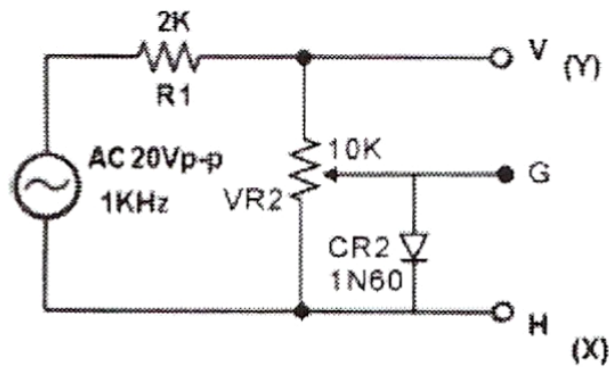 2K
V
(Y)
R1
AC 20Vp-p
1KHz
10K
G
VR2
CR2
1N60
H
(X)